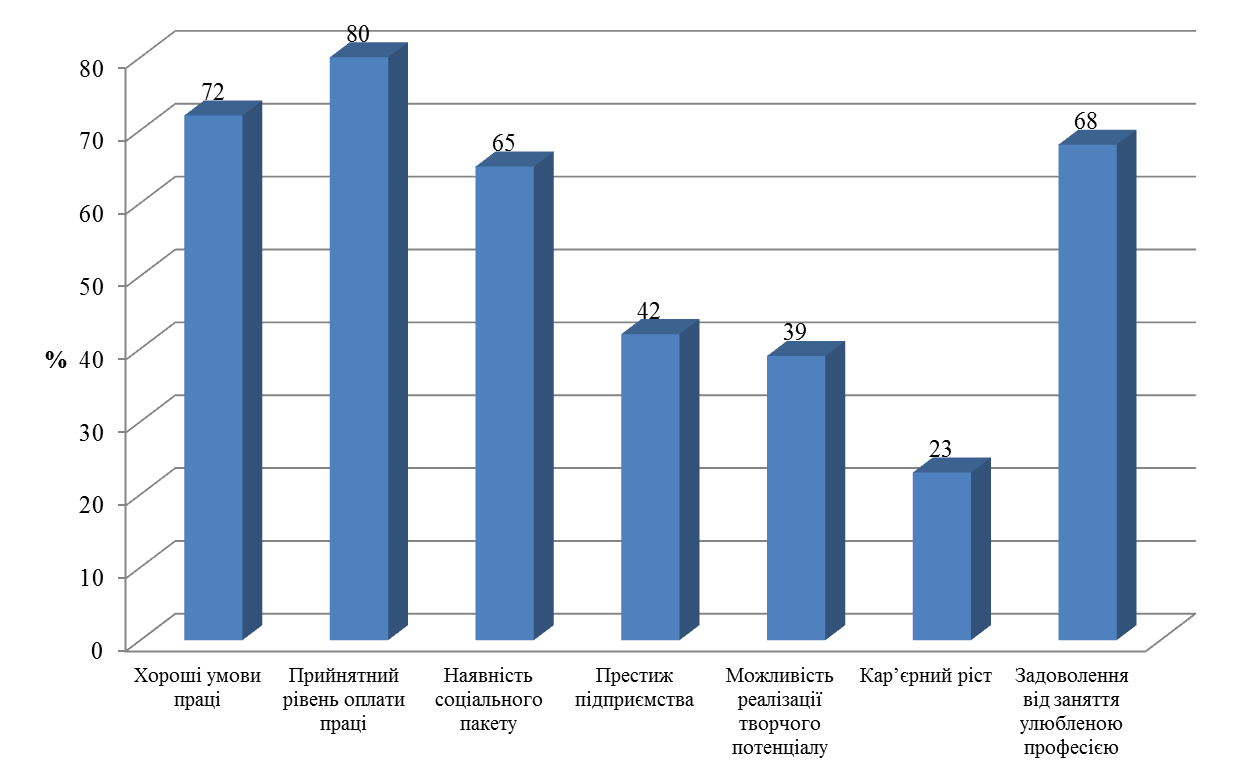 80
70
60
50
% 40
30
20
10
0
72
80
65
42
39
23
68
Хороші умови
праці
Прийнятний
рівень оплати
праці
Наявність
соціального
пакету
Престиж
підприємства
Можливість
реалізації
творчого
потенціалу
Кар’єрний ріст
Задоволення
від заняття
улюбленою
професією